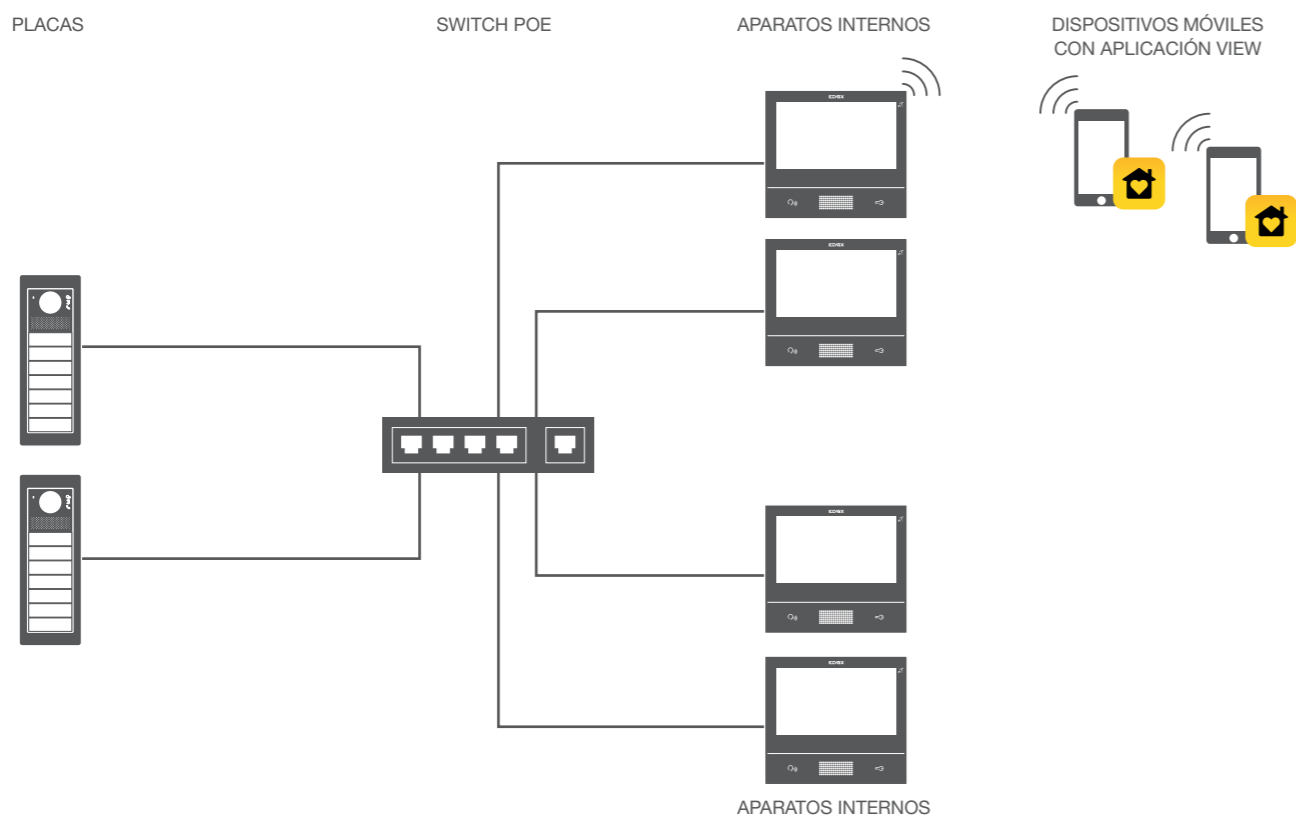 PLACAS
SWITCH POE
APARATOS INTERNOS
DISPOSITIVOS MÓVILES
CON APLICACIÓN VIEW
APARATOS INTERNOS